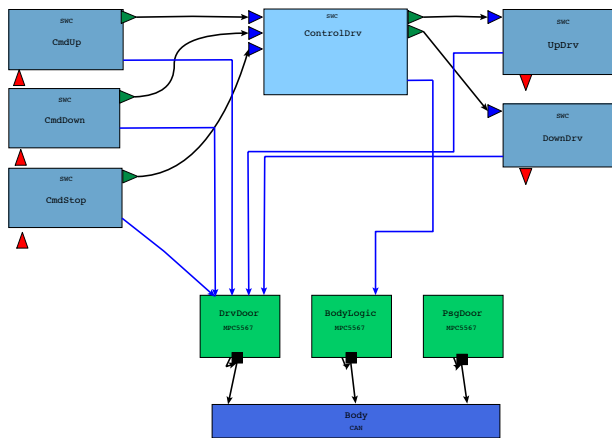 SWC
CmdUp
SWC
ControlDrv
SWC
UpDrv
SWC
CmdDown
SWC
DownDrv
SWC
CmdStop
DrvDoor
MPC5567
BodyLogic
MPC5567
PsgDoor
MPC5567
Body
CAN